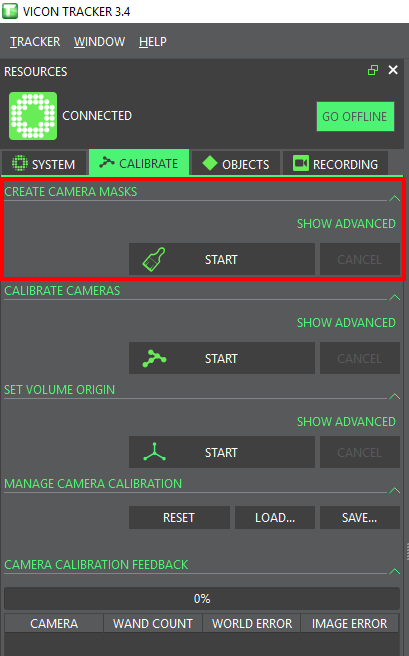 VICON TRACKER 3.4
TRACKER WINDOW HELP
RESOURCES
CONNECTED GO OFFLINE
SYSTEM CALIBRATE OBJECTS RECORDING
CREATE CAMERA MASKS
SHOW ADVANCED
START CANCEL
CALIBRATE CAMERAS
SHOW ADVANCED
START CANCEL
SET VOLUME ORIGIN
SHOW ADVANCED
START CANCEL
MANAGE CAMERA CALIBRATION
RESET LOAD... SAVE...
CAMERA CALIBRATION FEEDBACK
0%
CAMERA WAND COUNT WORLD ERROR IMAGE ERROR